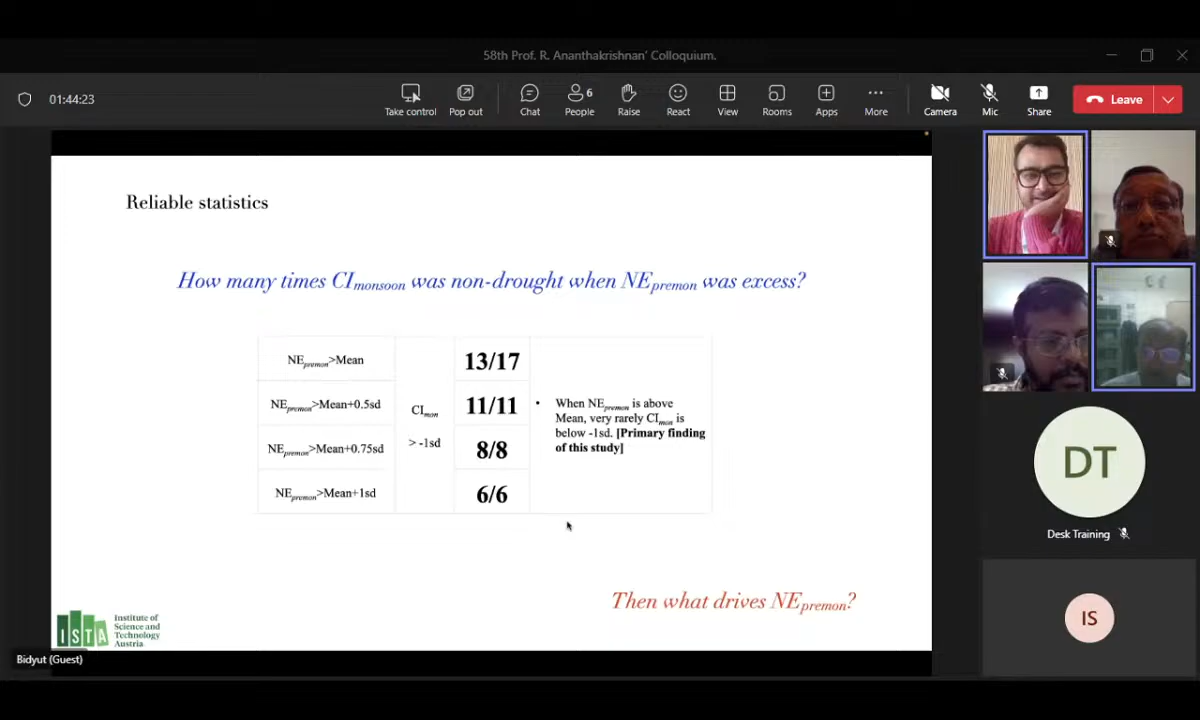 58th Prof. R. Ananthakrishnan' Colloquium.
01:44:23
Take control
Pop out
Chat
6
People
Raise
React
View
Rooms
Apps
More
Camera
Mic
Share
Leave
Reliable statistics
How many times CImonsoon was non-drought when NEpremon was excess?
NEpremon>Mean
13/17
NEpremon>Mean+0.5sd
11/11
NEpremon>Mean+0.75sd
8/8
NEpremon>Mean+1sd
6/6
CImon
> -1sd
• When NEpremon is above
Mean, very rarely CImon is
below -1sd. [Primary finding
of this study]
Then what drives NEpremon?
ISTA
Institute of
Science and
Technology
Austria
Bidyut (Guest)
DT
Desk Training
IS